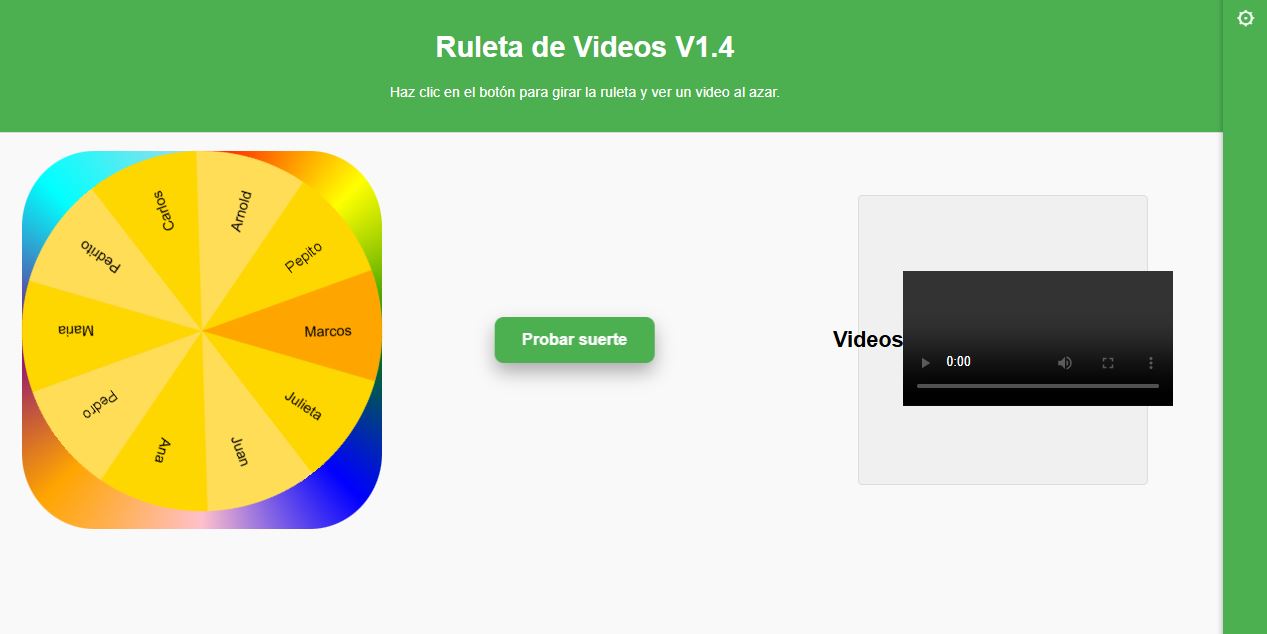 Ruleta de Videos V1.4
Haz clic en el botón para girar la ruleta y ver un video al azar.
Carlos
Arnold
Pepito
Pedrito
Marcos
Maria
Julieta
Pedro
Juan
Ana
Probar suerte
Videos
0:00